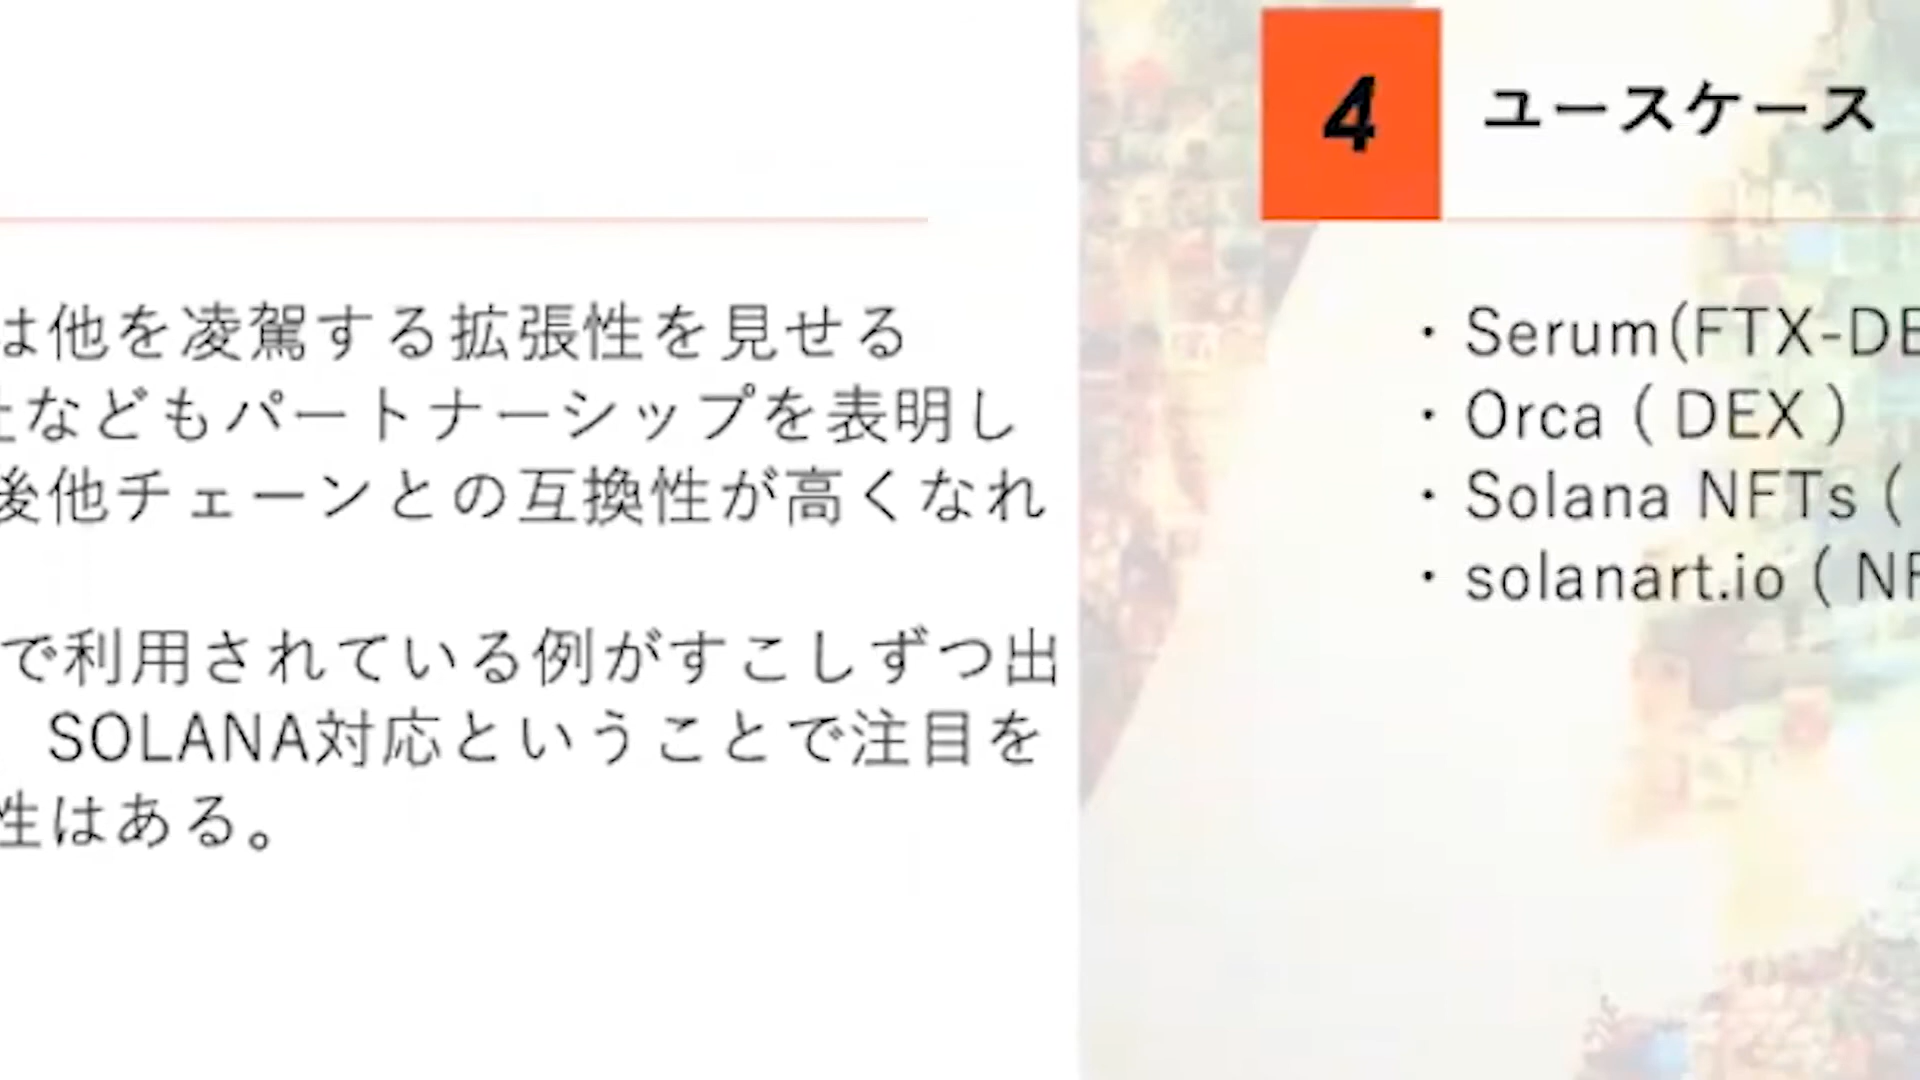 は他を凌駕する拡張性を見せる
などもパートナーシップを表明し
後他チェーンとの互換性が高くなれ
で利用されている例がすこしずつ出
SOLANA対応ということで注目を
性はある。
4 ユースケース
・Serum(FTX-DE
・Orca ( DEX )
・Solana NFTs (
・solanart.io ( NF